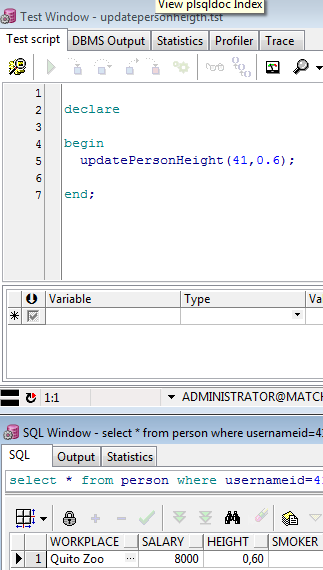 View plsqldoc Index
Test Window - updatepersonheigth.tst
Test script DBMS Output Statistics Profiler Trace
1
2 declare
3
4 begin
5 updatePersonHeight(41,0.6);
6
7 end;
Variable Type Va
1:1 ADMINISTRATOR@MATC
SQL Window - select * from person where usernameid=4
SQL Output Statistics
select * from person where usernameid=4
WORKPLACE SALARY HEIGHT SMOKER
1 Quito Zoo ... 8000 0,60